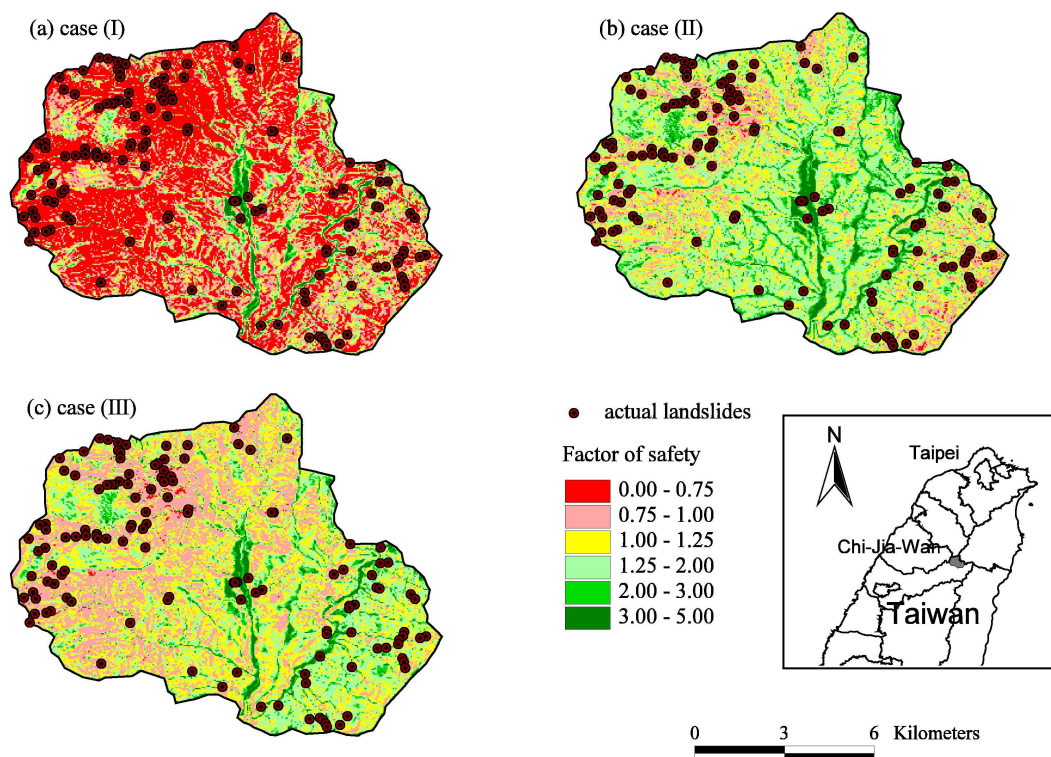 (a) case (I)
(b) case (II)
(c) case (III)
actual landslides
Factor of safety
0.00 - 0.75
0.75 - 1.00
1.00 - 1.25
1.25 - 2.00
2.00 - 3.00
3.00 - 5.00
N
Taipei
Chi-Jia-Wan
Taiwan
0 3 6 Kilometers